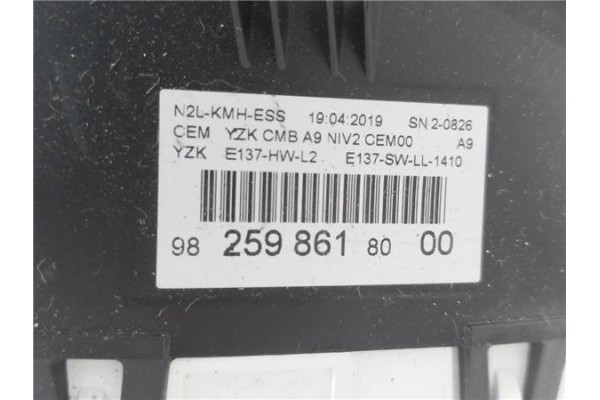 N2L-KMH-ESS 19:04:2019 SN 2-0826
CEM YZK CMB A9 NIV2 CEM00 A9
YZK E137-HW-L2 E137-SW-LL-1410
98 259 861 80 00